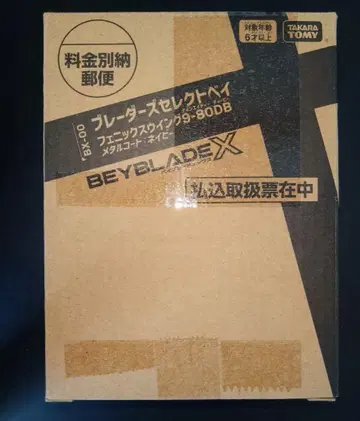 料金別納
郵便
対象年齢
6才以上
TAKARA
TOMY
BX-00
ブレーダーズセレクトベイ
フェニックスウイング9-80DB
メタルコート:ネイビー
BEYBLADE X
払込取扱票在中